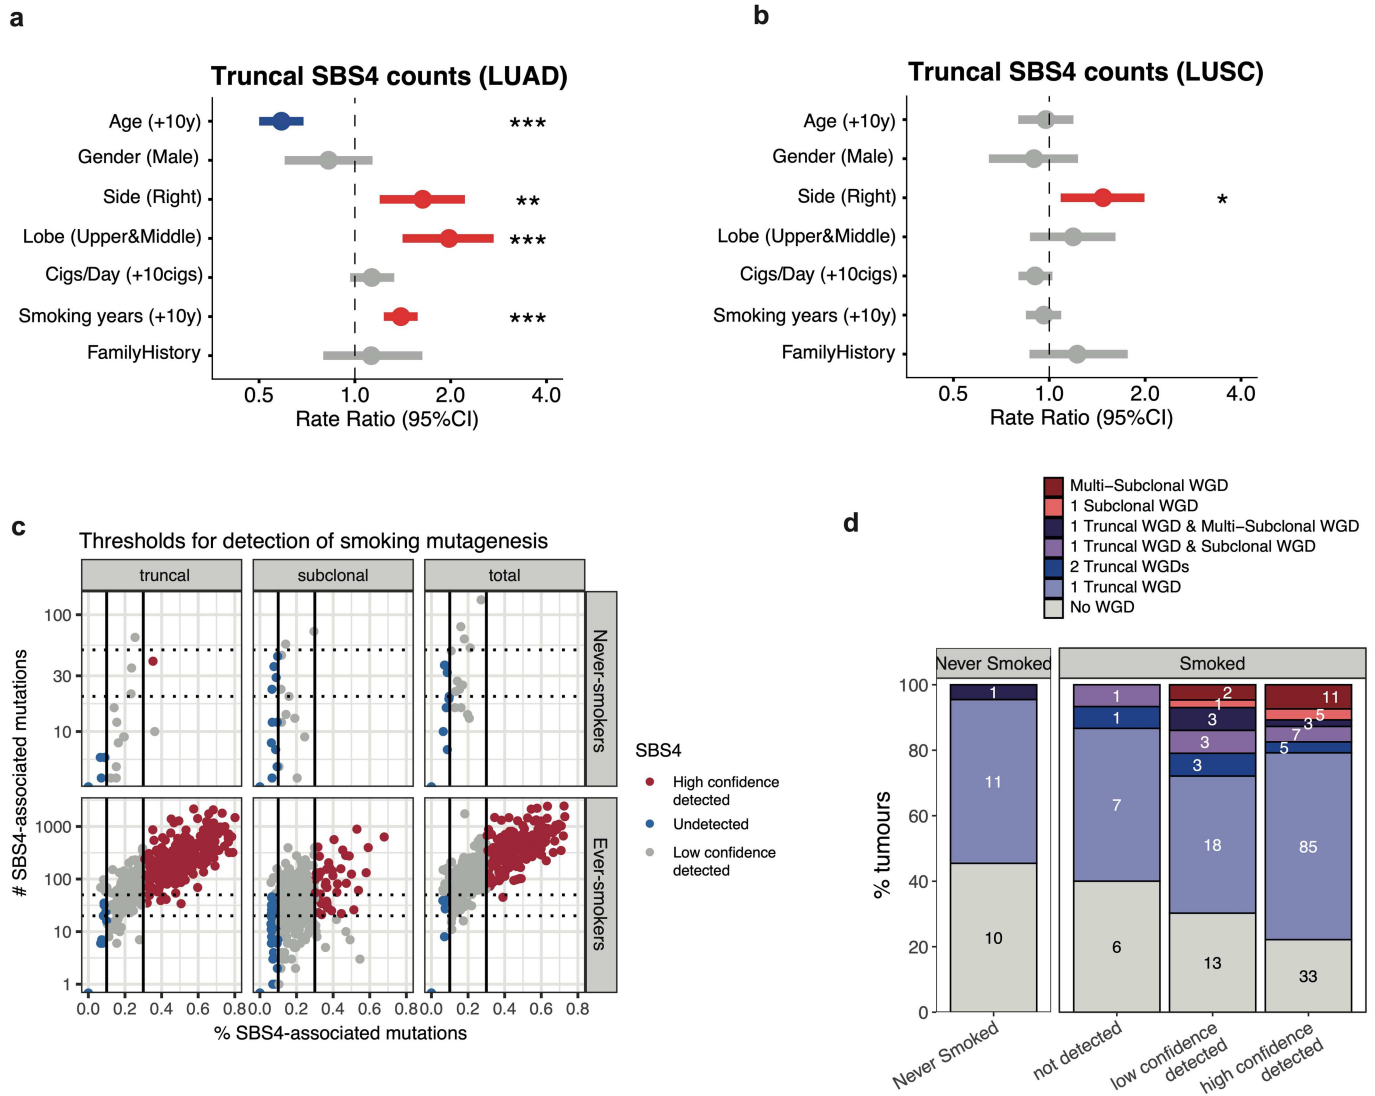 a
Truncal SBS4 counts (LUAD)
Age (+10y)
***
Gender (Male)
Side (Right)
**
Lobe (Upper&Middle)
***
Cigs/Day (+10cigs)
Smoking years (+10y)
***
FamilyHistory
0.5 1.0 2.0 4.0
Rate Ratio (95%CI)
b
Truncal SBS4 counts (LUSC)
Age (+10y)
Gender (Male)
Side (Right)
*
Lobe (Upper&Middle)
Cigs/Day (+10cigs)
Smoking years (+10y)
FamilyHistory
0.5 1.0 2.0 4.0
Rate Ratio (95%CI)
c
Thresholds for detection of smoking mutagenesis
truncal subclonal total
100
30
10
Never-smokers
1000
100
10
1
Ever-smokers
# SBS4-associated mutations
0.0 0.2 0.4 0.6 0.8 0.0 0.2 0.4 0.6 0.8 0.0 0.2 0.4 0.6 0.8
% SBS4-associated mutations
SBS4
High confidence
detected
Undetected
Low confidence
detected
d
Multi-Subclonal WGD
1 Subclonal WGD
1 Truncal WGD & Multi-Subclonal WGD
1 Truncal WGD & Subclonal WGD
2 Truncal WGDs
1 Truncal WGD
No WGD
Never Smoked Smoked
100
80
60
40
20
0
% tumours
1
11
10
1
1
7
6
2
1
3
3
3
18
13
11
5
3
7
5
85
33
Never Smoked
not detected
low confidence
detected
high confidence
detected